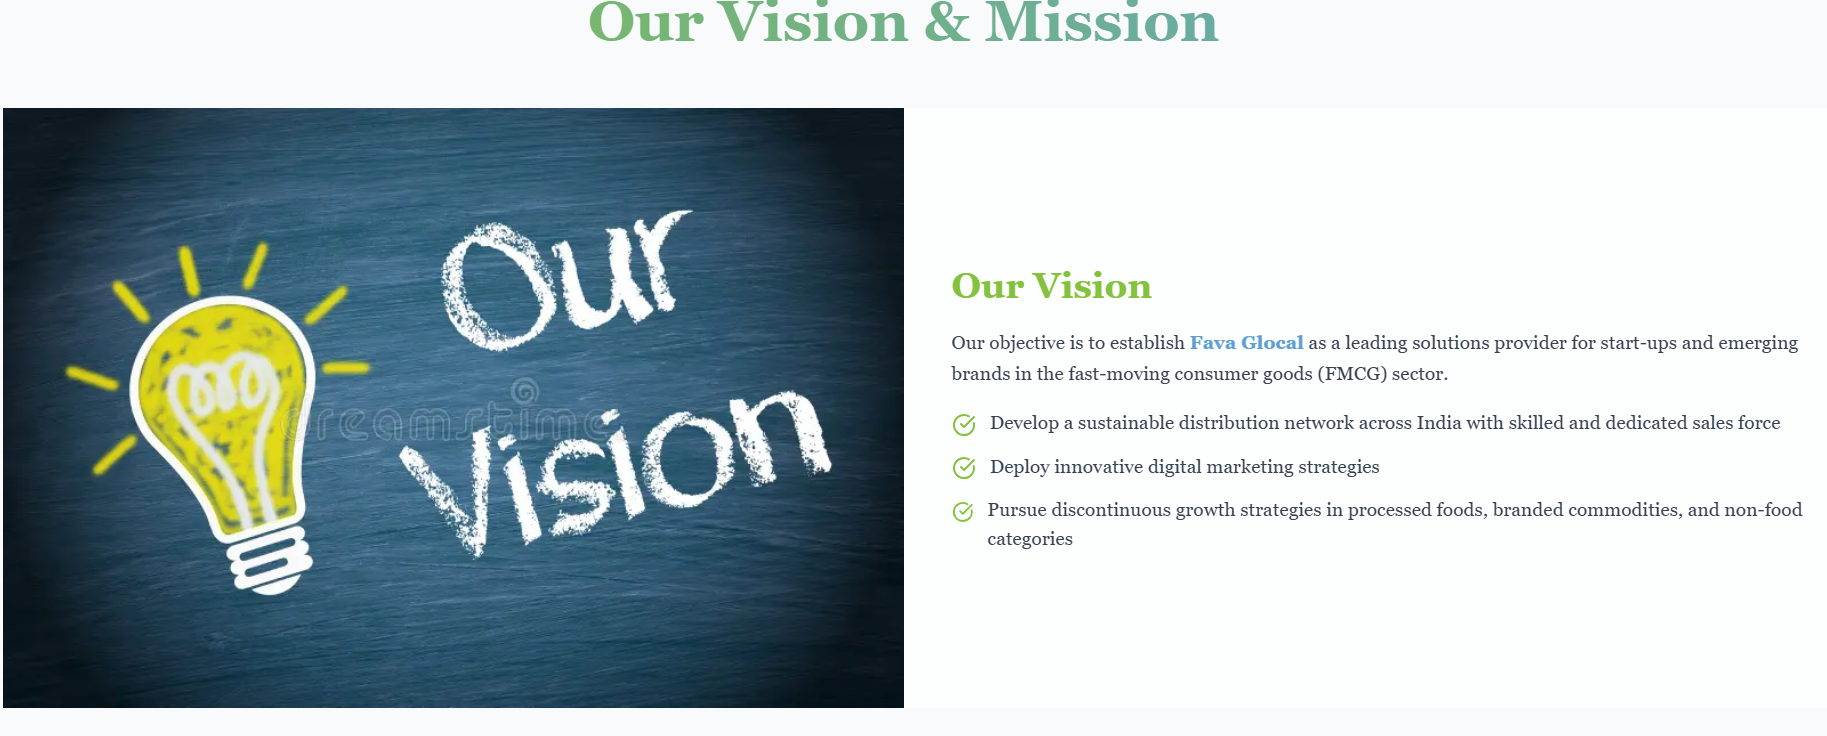 Our Vision & Mission
Our
Vision
dreamstime
Our Vision
Our objective is to establish Fava Glocal as a leading solutions provider for start-ups and emerging
brands in the fast-moving consumer goods (FMCG) sector.
Develop a sustainable distribution network across India with skilled and dedicated sales force
Deploy innovative digital marketing strategies
Pursue discontinuous growth strategies in processed foods, branded commodities, and non-food
categories